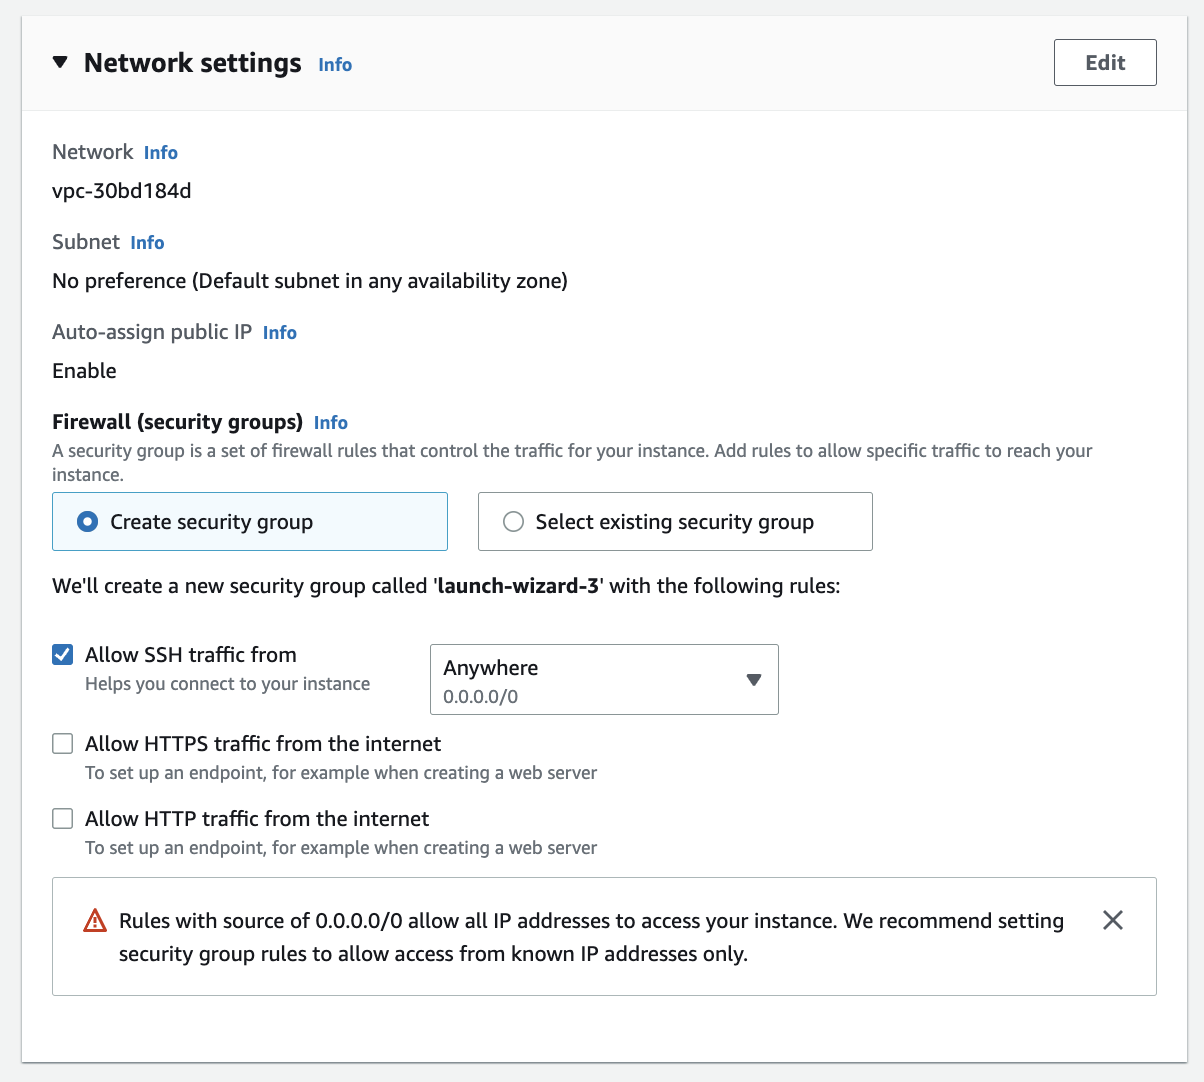 Network settings Info
Edit
Network Info
vpc-30bd184d
Subnet Info
No preference (Default subnet in any availability zone)
Auto-assign public IP Info
Enable
Firewall (security groups) Info
A security group is a set of firewall rules that control the traffic for your instance. Add rules to allow specific traffic to reach your
instance.
Create security group
Select existing security group
We'll create a new security group called 'launch-wizard-3' with the following rules:
Allow SSH traffic from
Helps you connect to your instance
Anywhere
0.0.0.0/0
Allow HTTPS traffic from the internet
To set up an endpoint, for example when creating a web server
Allow HTTP traffic from the internet
To set up an endpoint, for example when creating a web server
Rules with source of 0.0.0.0/0 allow all IP addresses to access your instance. We recommend setting
security group rules to allow access from known IP addresses only.